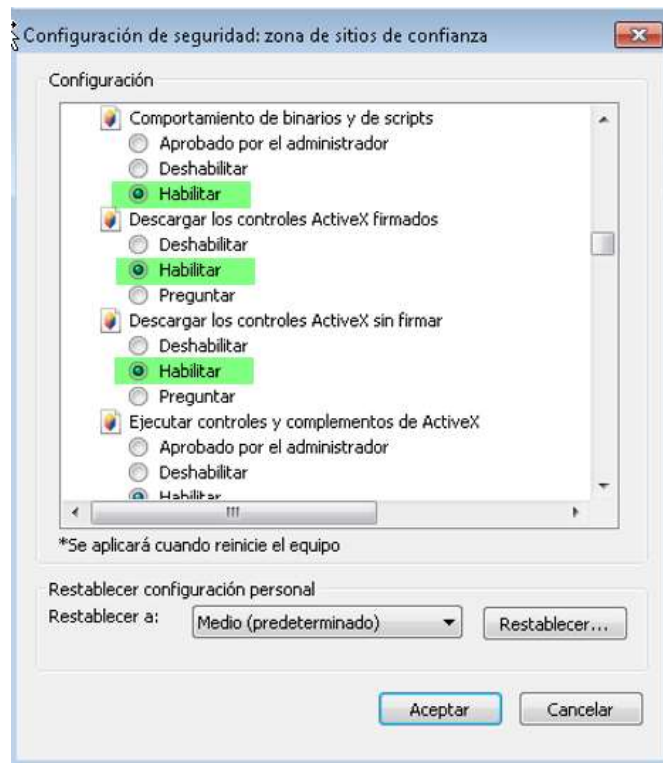 Configuración de seguridad: zona de sitios de confianza
Configuración
Comportamiento de binarios y de scripts
Aprobado por el administrador
Deshabilitar
Habilitar
Descargar los controles ActiveX firmados
Deshabilitar
Habilitar
Preguntar
Descargar los controles ActiveX sin firmar
Deshabilitar
Habilitar
Preguntar
Ejecutar controles y complementos de ActiveX
Aprobado por el administrador
Deshabilitar
Habilitar
*Se aplicará cuando reinicie el equipo
Restablecer configuración personal
Restablecer a: Medio (predeterminado) Restablecer...
Aceptar Cancelar